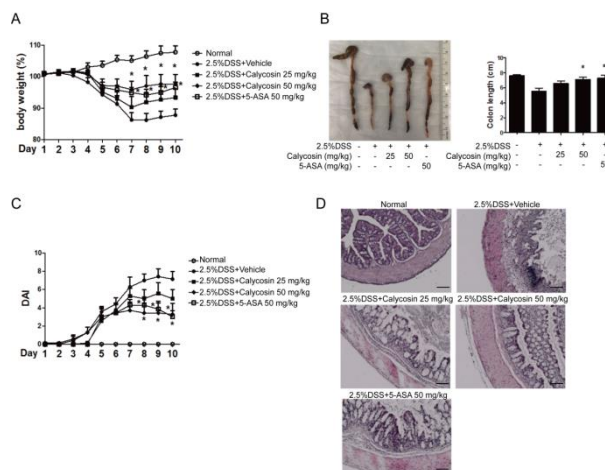 A
body weight (%)
110
100
90
80
Day 1 2 3 4 5 6 7 8 9 10
Normal
2.5%DSS+Vehicle
2.5%DSS+Calycosin 25 mg/kg
2.5%DSS+Calycosin 50 mg/kg
2.5%DSS+5-ASA 50 mg/kg
B
2.5%DSS - + + + +
Calycosin (mg/kg) - - 25 50 -
5-ASA (mg/kg) - - - - 50
Colon length (cm)
10
8
6
4
2
0
2.5%DSS - + + + +
Calycosin (mg/kg) - - 25 50 -
5-ASA (mg/kg) - - - - 5
C
DAI
10
8
6
4
2
0
Day 1 2 3 4 5 6 7 8 9 10
Normal
2.5%DSS+Vehicle
2.5%DSS+Calycosin 25 mg/kg
2.5%DSS+Calycosin 50 mg/kg
2.5%DSS+5-ASA 50 mg/kg
D
Normal
2.5%DSS+Vehicle
2.5%DSS+Calycosin 25 mg/kg
2.5%DSS+Calycosin 50 mg/kg
2.5%DSS+5-ASA 50 mg/kg